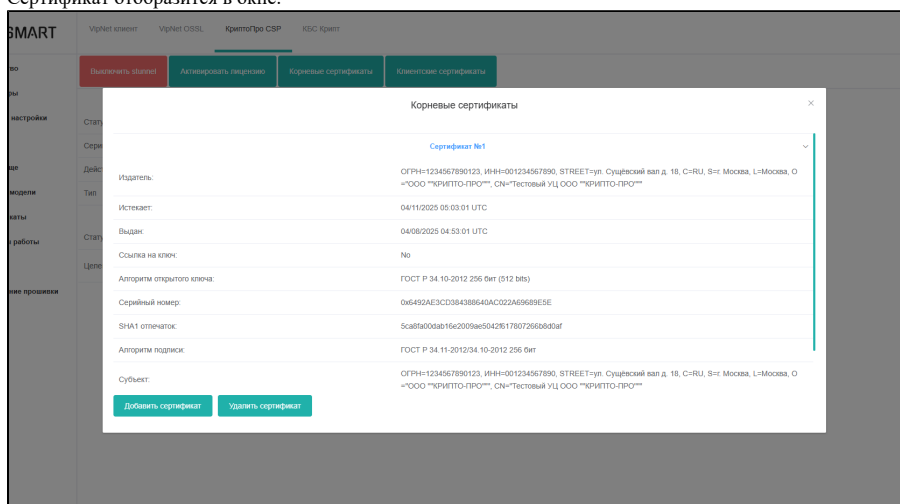 Сертификат отобразится в окне.
SMART
VipNet клиент VipNet OSSL КриптоПро CSP КБС Крипт
Выключить stunnel Активировать лицензию Корневые сертификаты Клиентские сертификаты
настройки
модели
работы
Тип
Корневые сертификаты
Сертификат №1
Издатель: ОГРН=1234567890123, ИНН=001234567890, STREET=ул. Сущёвский вал д. 18, C=RU, S=г. Москва, L=Москва, O
="ООО ""КРИПТО-ПРО""", CN="Тестовый УЦ ООО ""КРИПТО-ПРО"""
Истекает: 04/11/2025 05:03:01 UTC
Выдан: 04/08/2025 04:53:01 UTC
Ссылка на ключ: No
Алгоритм открытого ключа: ГОСТ Р 34.10-2012 256 бит (512 bits)
Серийный номер: 0x6492AE3CD384388640AC022A69689E5E
SHA1 отпечаток: 5ca8fa00dab16e2009ae5042f617807266b8d0af
Алгоритм подписи: ГОСТ Р 34.11-2012/34.10-2012 256 бит
Субъект: ОГРН=1234567890123, ИНН=001234567890, STREET=ул. Сущёвский вал д. 18, C=RU, S=г. Москва, L=Москва, O
="ООО ""КРИПТО-ПРО""", CN="Тестовый УЦ ООО ""КРИПТО-ПРО"""
Добавить сертификат Удалить сертификат